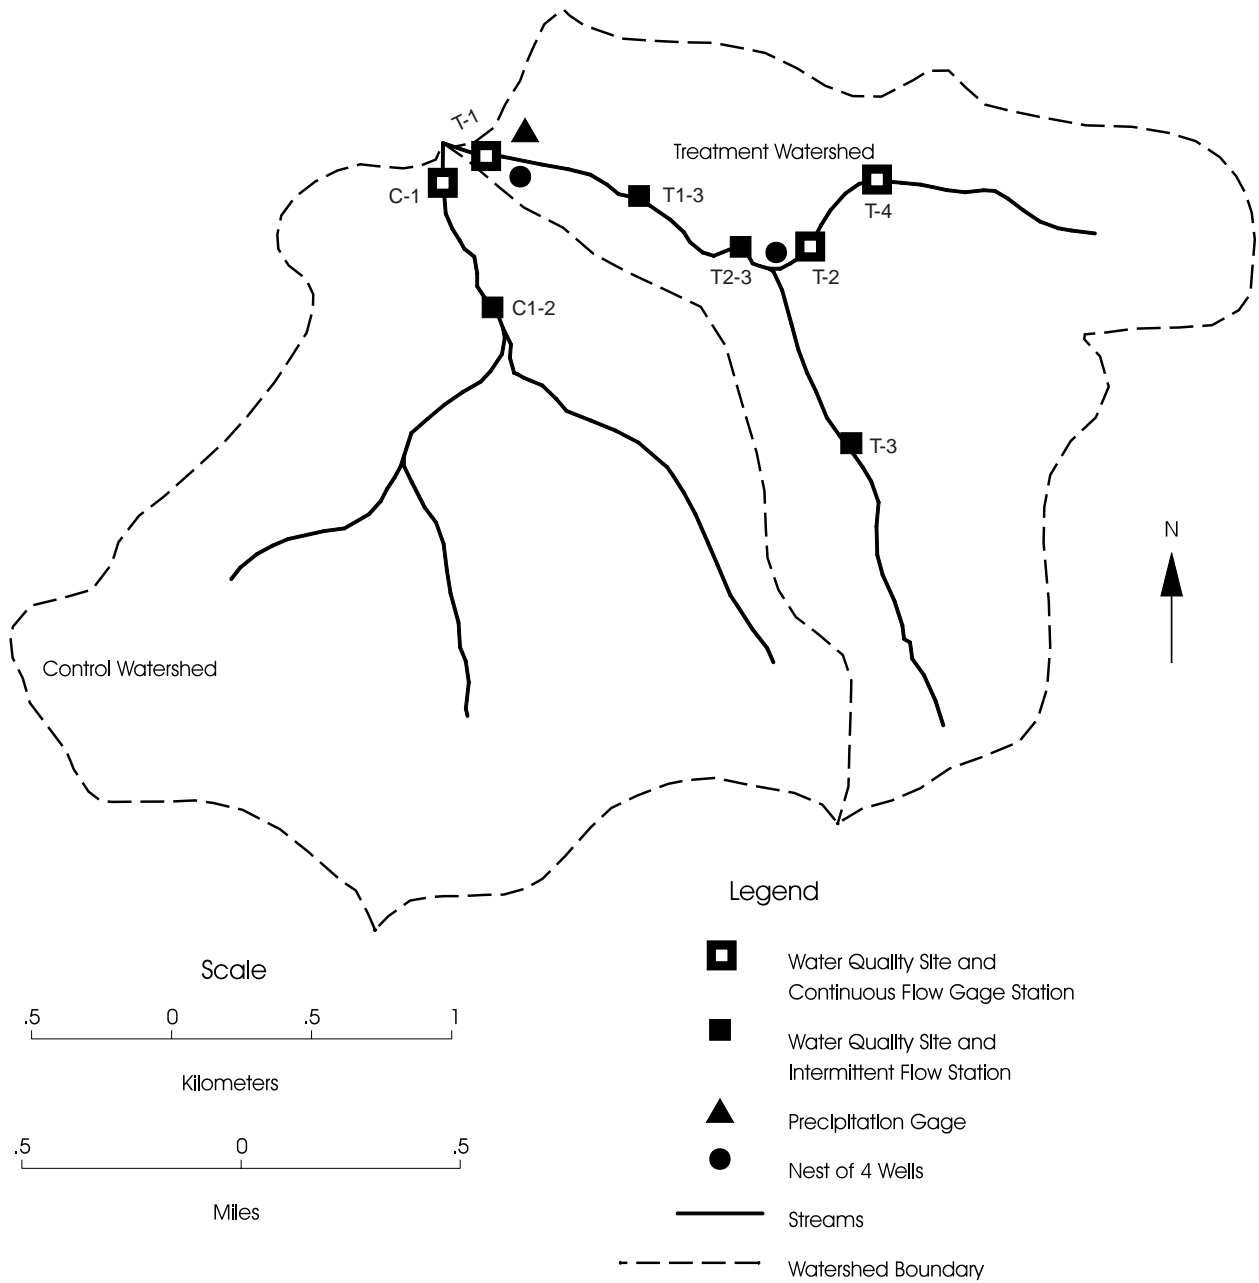 T-1
Treatment Watershed
C-1
T1-3
T-4
T2-3
T-2
C1-2
T-3
N
Control Watershed
Legend
Water Quality Site and
Continuous Flow Gage Station
Water Quality Site and
Intermittent Flow Station
Precipitation Gage
Nest of 4 Wells
Streams
Watershed Boundary
Scale
.5 0 .5 1
Kilometers
.5 0 .5
Miles